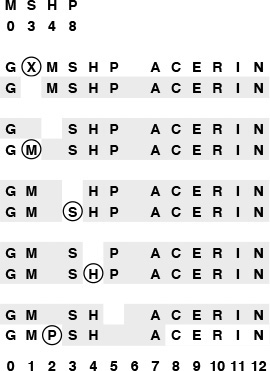 M S H P
0 3 4 8
G X M S H P A C E R I N
G M S H P A C E R I N
G S H P A C E R I N
G M S H P A C E R I N
G M H P A C E R I N
G M S H P A C E R I N
G M S P A C E R I N
G M S H P A C E R I N
G M S H A C E R I N
G M P S H A C E R I N
0 1 2 3 4 5 6 7 8 9 10 11 12